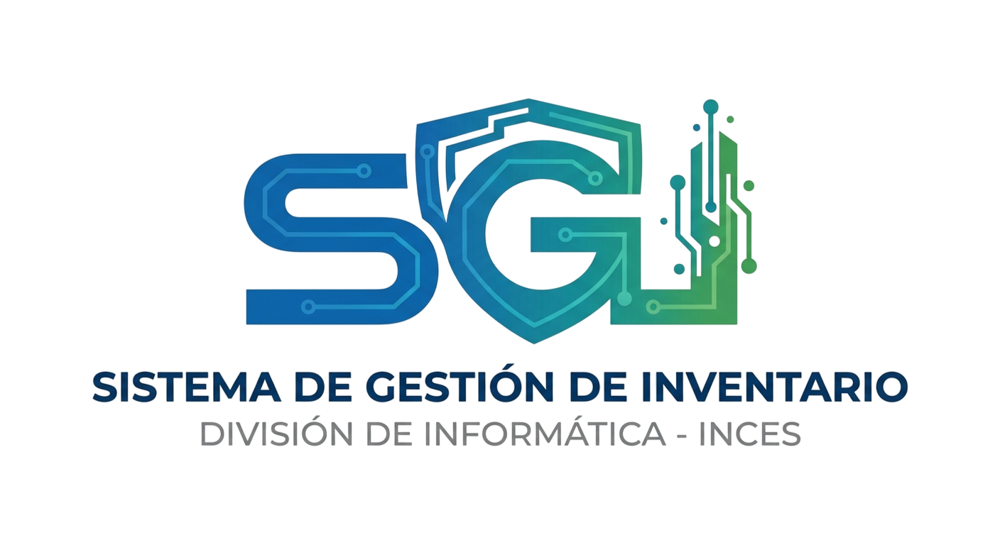 SGI
SISTEMA DE GESTIÓN DE INVENTARIO
DIVISIÓN DE INFORMÁTICA - INCES